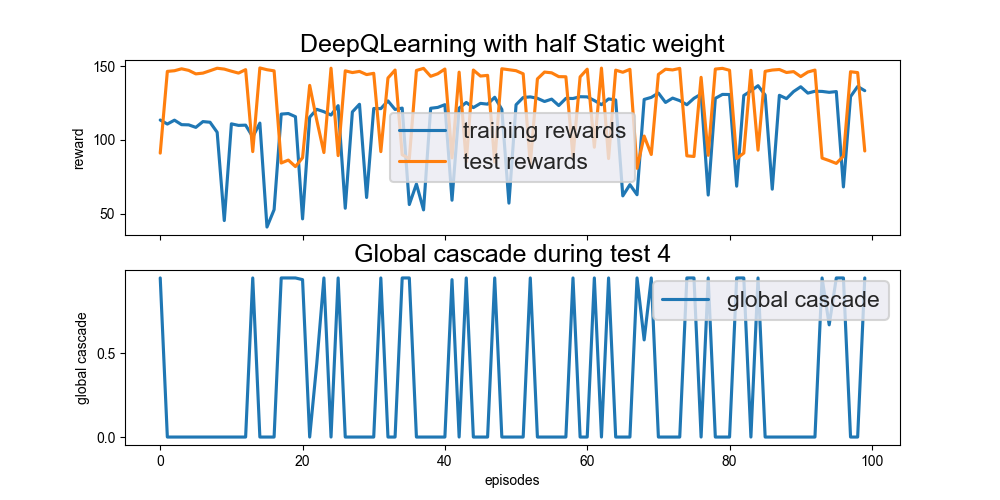 DeepQLearning with half Static weight
150
100
50
reward
training rewards
test rewards
Global cascade during test 4
0.5
0.0
global cascade
global cascade
0
20
40
60
80
100
episodes